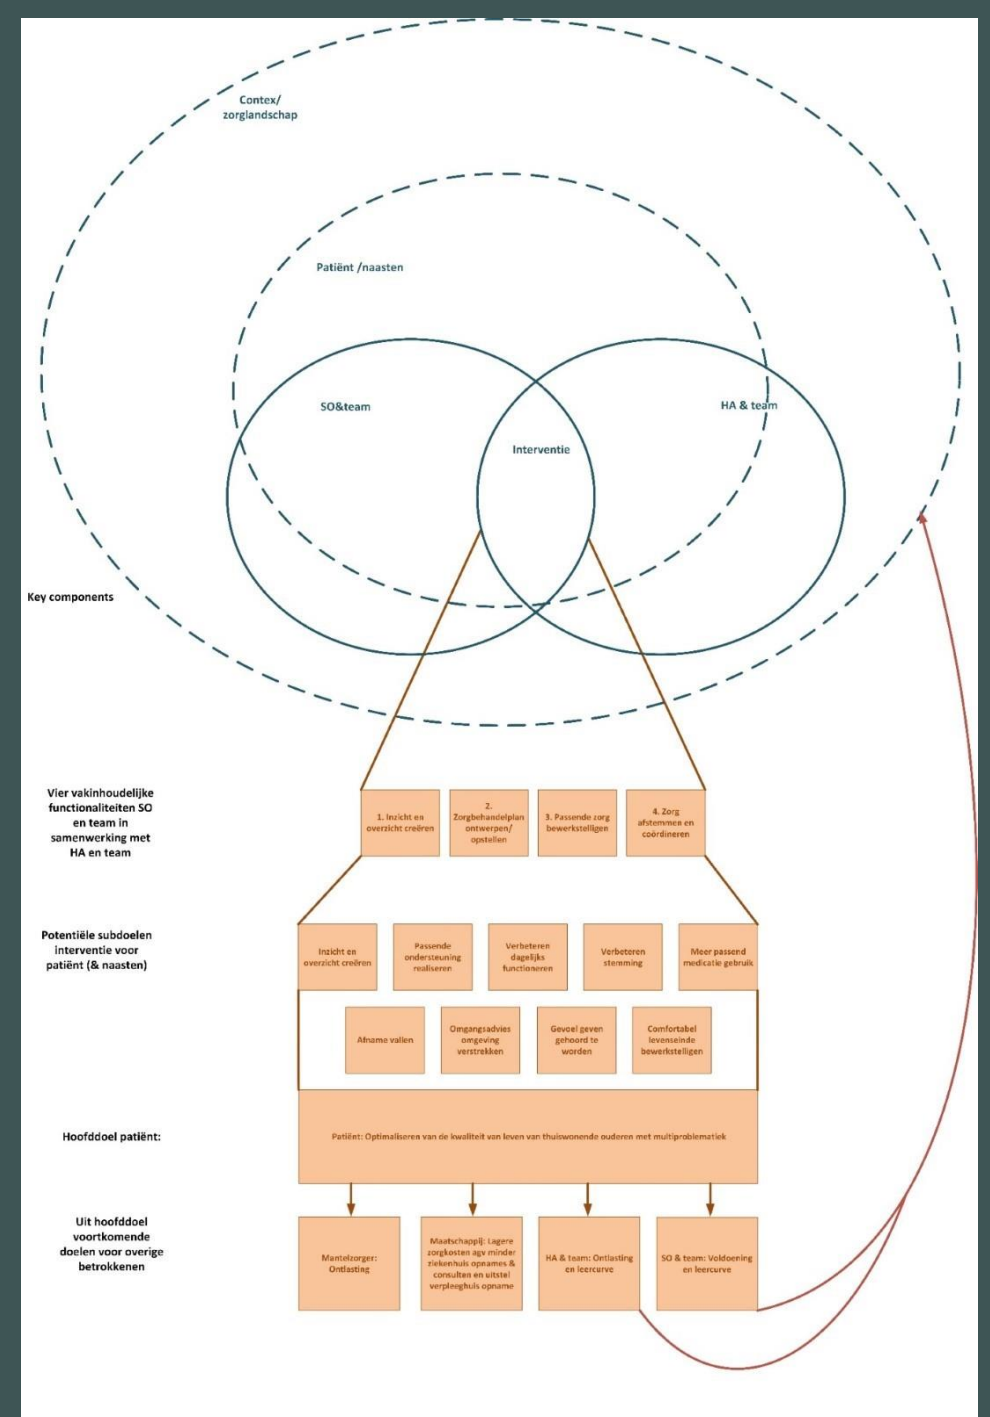 Contex/
zorglandschap
Patiënt /naasten
SO&team
HA & team
Interventie
Key components
Vier vakinhoudelijke
functionaliteiten SO
en team in
samenwerking met
HA en team
1. Inzicht en
overzicht creëren
2.
Zorgbehandelplan
ontwerpen/
opstellen
3. Passende zorg
bewerkstelligen
4. Zorg
afstemmen en
coördineren
Potentiële subdoelen
interventie voor
patiënt (& naasten)
Inzicht en
overzicht creëren
Passende
ondersteuning
realiseren
Verbeteren
dagelijks
functioneren
Verbeteren
stemming
Meer passend
medicatie gebruik
Afname vallen
Omgangsadvies
omgeving
verstrekken
Gevoel geven
gehoord te
worden
Comfortabel
levenseinde
bewerkstelligen
Hoofddoel patiënt:
Patiënt: Optimaliseren van de kwaliteit van leven van thuiswonende ouderen met multiproblematiek
Uit hoofddoel
voortkomende
doelen voor overige
betrokkenen
Mantelzorger:
Ontlasting
Maatschappij: Lagere
zorgkosten agv minder
ziekenhuis opnames &
consulten en uitstel
verpleeghuis opname
HA & team: Ontlasting
en leercurve
SO & team: Voldoening
en leercurve